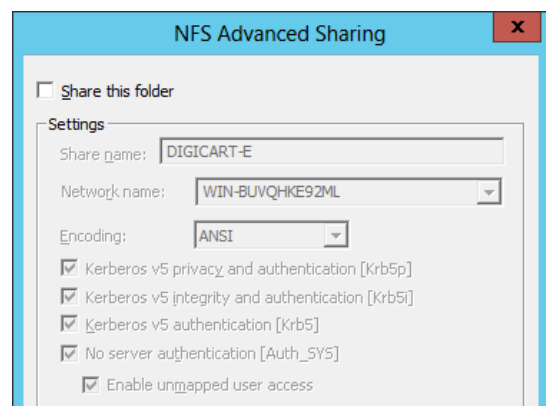 NFS Advanced Sharing
x
Share this folder
Settings
Share name: DIGICART-E
Network name: WIN-BUVQHKE92ML
Encoding: ANSI
Kerberos v5 privacy and authentication [Krb5p]
Kerberos v5 integrity and authentication [Krb5i]
Kerberos v5 authentication [Krb5]
No server authentication [Auth_SYS]
Enable unmapped user access